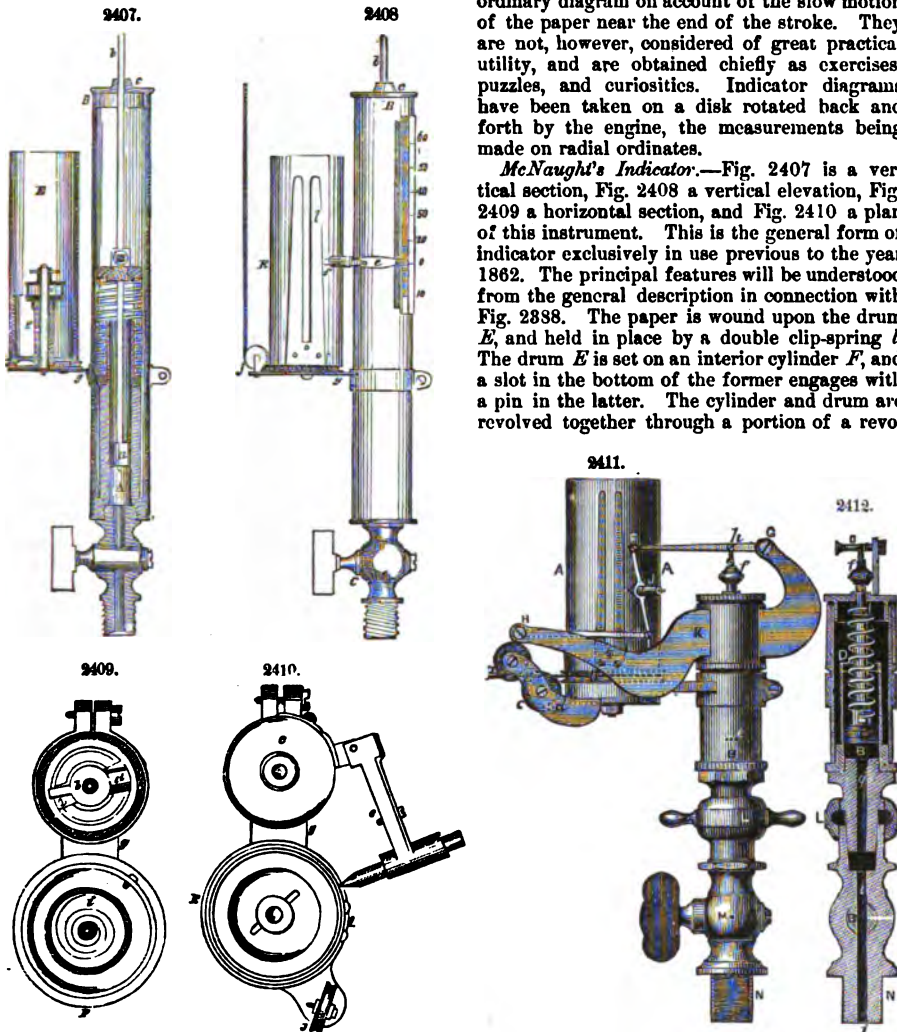 ordinary diagram on account of the slow motion
of the paper near the end of the stroke. They
are not, however, considered of great practica
utility, and are obtained chiefly as exercises
puzzles, and curiosities. Indicator diagrams
have been taken on a disk rotated back and
forth by the engine, the measurements being
made on radial ordinates.
McNaught's Indicator.—Fig. 2407 is a ver
tical section, Fig. 2408 a vertical elevation, Fig
2409 a horizontal section, and Fig. 2410 a plan
of this instrument. This is the general form of
indicator exclusively in use previous to the year
1862. The principal features will be understood
from the general description in connection with
Fig. 2388. The paper is wound upon the drum
E, and held in place by a double clip-spring l
The drum E is set on an interior cylinder F, and
a slot in the bottom of the former engages with
a pin in the latter. The cylinder and drum are
revolved together through a portion of a revo
2407.
2408
b
c
B
E
F
g
A
b
c
B
l
E
e
40
0
10
g
c
2409.
2410.
b
g
c
e
g
E
2411.
2412.
A
A
h
G
f
H
K
B
L
M
N
D
B
L
N